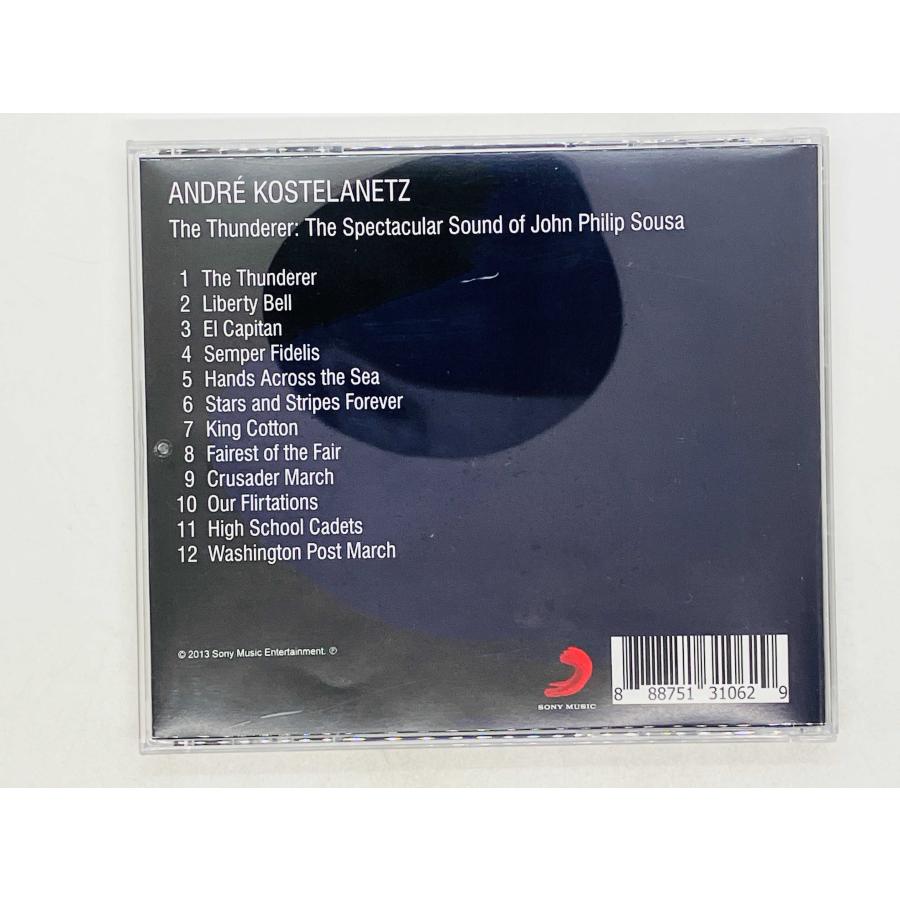 ANDRÉ KOSTELANETZ
The Thunderer: The Spectacular Sound of John Philip Sousa
1 The Thunderer
2 Liberty Bell
3 El Capitan
4 Semper Fidelis
5 Hands Across the Sea
6 Stars and Stripes Forever
7 King Cotton
8 Fairest of the Fair
9 Crusader March
10 Our Flirtations
11 High School Cadets
12 Washington Post March
© 2013 Sony Music Entertainment. ℗
SONY MUSIC
8 88751 31062 9